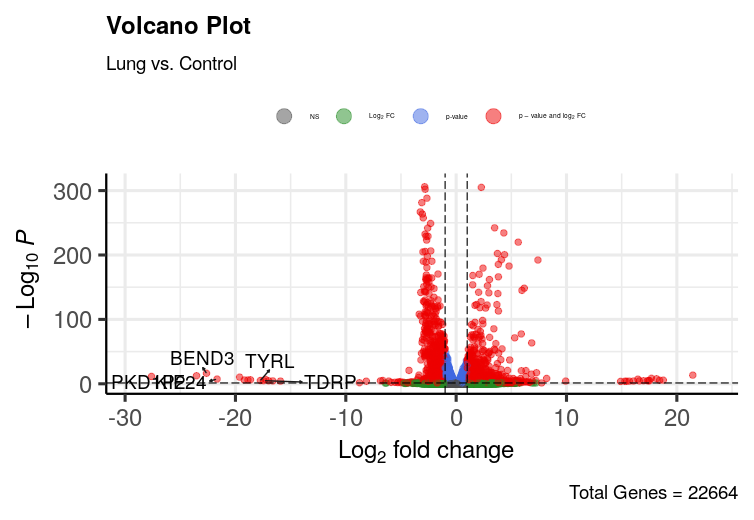 Volcano Plot
Lung vs. Control
NS Log₂ FC p-value p − value and log₂ FC
− Log₁₀ P
300
200
100
0
BEND3 TYRL
TDRP
-30 -20 -10 0 10 20
Log₂ fold change
Total Genes = 22664